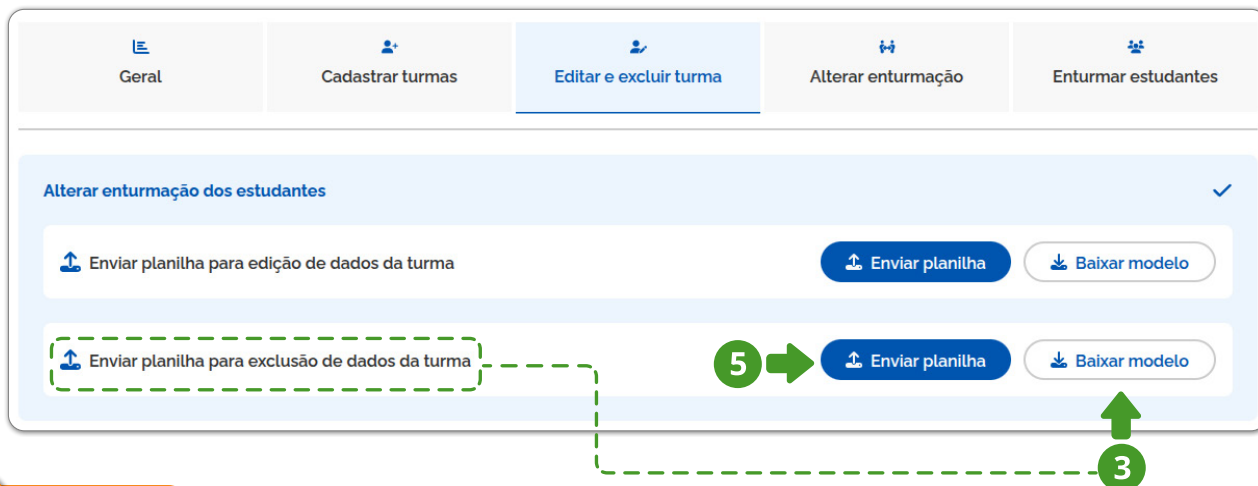 Geral
Cadastrar turmas
Editar e excluir turma
Alterar enturmação
Enturmar estudantes
Alterar enturmação dos estudantes
Enviar planilha para edição de dados da turma
Enviar planilha
Baixar modelo
Enviar planilha para exclusão de dados da turma
5
Enviar planilha
Baixar modelo
3